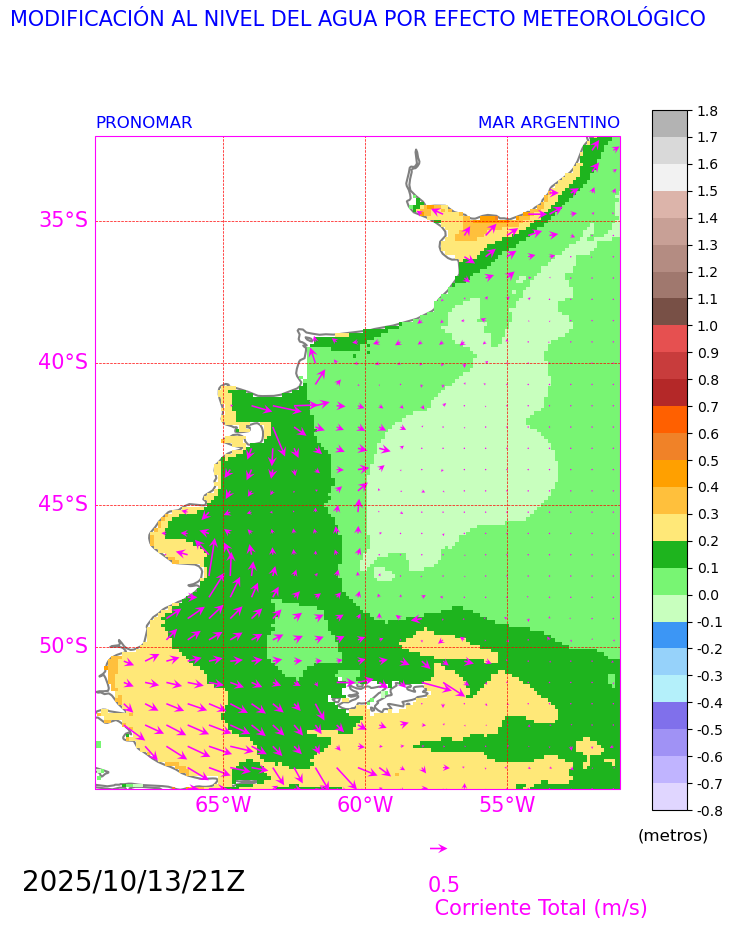 MODIFICACIÓN AL NIVEL DEL AGUA POR EFECTO METEOROLÓGICO
PRONOMAR
MAR ARGENTINO
35°S
40°S
45°S
50°S
65°W
60°W
55°W
1.8
1.7
1.6
1.5
1.4
1.3
1.2
1.1
1.0
0.9
0.8
0.7
0.6
0.5
0.4
0.3
0.2
0.1
0.0
-0.1
-0.2
-0.3
-0.4
-0.5
-0.6
-0.7
-0.8
(metros)
2025/10/13/21Z
0.5
Corriente Total (m/s)